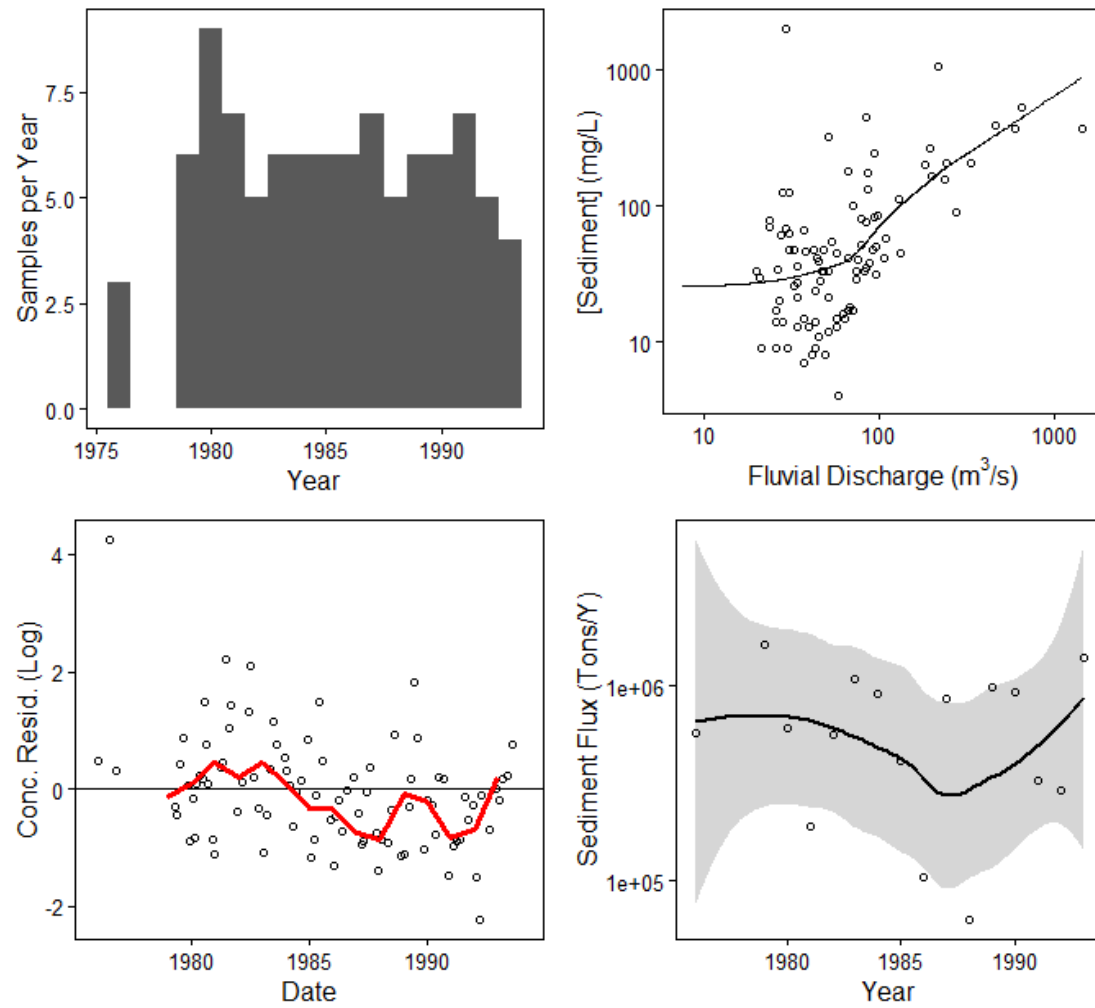 Samples per Year
7.5
5.0
2.5
0.0
1975 1980 1985 1990
Year
[Sediment] (mg/L)
1000
100
10
10 100 1000
Fluvial Discharge (m³/s)
Conc. Resid. (Log)
4
2
0
-2
1980 1985 1990
Date
Sediment Flux (Tons/Y)
1e+06
1e+05
1980 1985 1990
Year